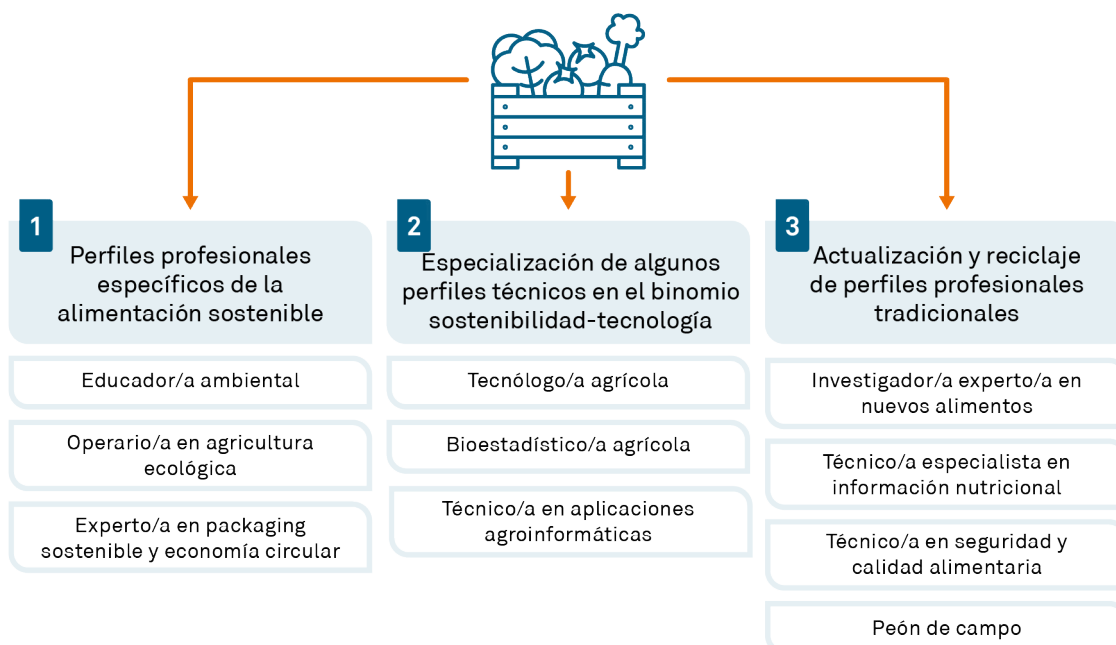 1
Perfiles profesionales
específicos de la
alimentación sostenible
Educador/a ambiental
Operario/a en agricultura
ecológica
Experto/a en packaging
sostenible y economía circular
2
Especialización de algunos
perfiles técnicos en el binomio
sostenibilidad-tecnología
Tecnólogo/a agrícola
Bioestadístico/a agrícola
Técnico/a en aplicaciones
agroinformáticas
3
Actualización y reciclaje
de perfiles profesionales
tradicionales
Investigador/a experto/a en
nuevos alimentos
Técnico/a especialista en
información nutricional
Técnico/a en seguridad y
calidad alimentaria
Peón de campo